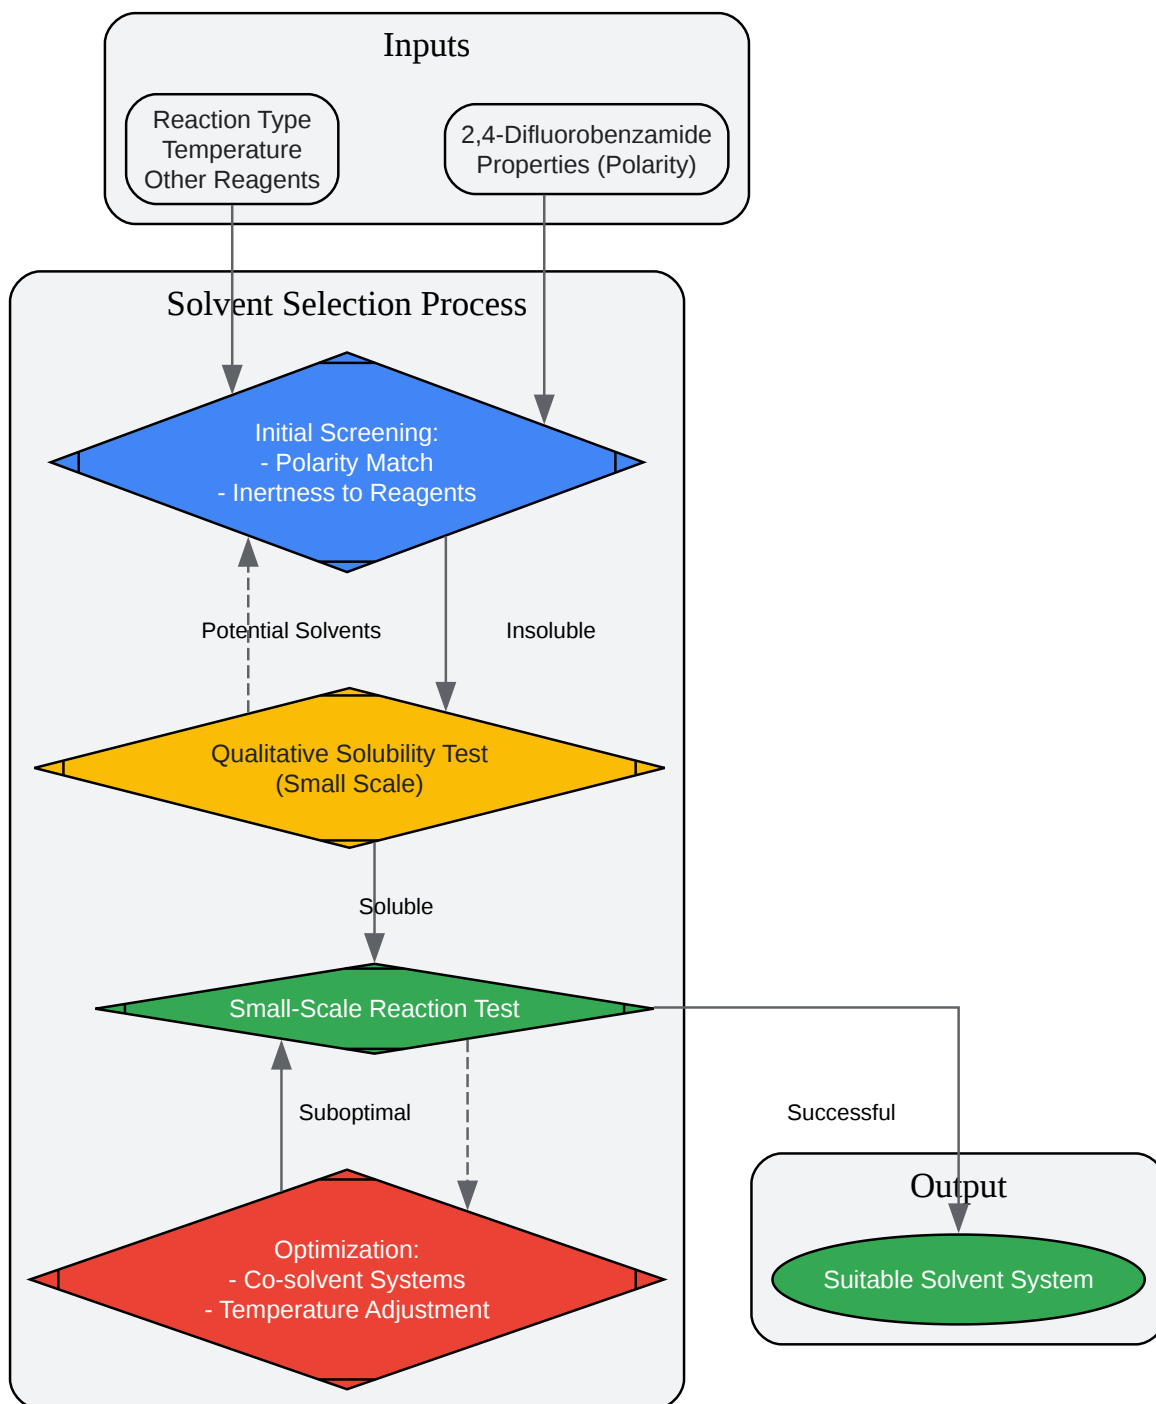 Inputs
Reaction Type
Temperature
Other Reagents
2,4-Difluorobenzamide
Properties (Polarity)
Solvent Selection Process
Initial Screening:
- Polarity Match
- Inertness to Reagents
Potential Solvents
Insoluble
Qualitative Solubility Test
(Small Scale)
Soluble
Small-Scale Reaction Test
Suboptimal
Successful
Output
Optimization:
- Co-solvent Systems
- Temperature Adjustment
Suitable Solvent System